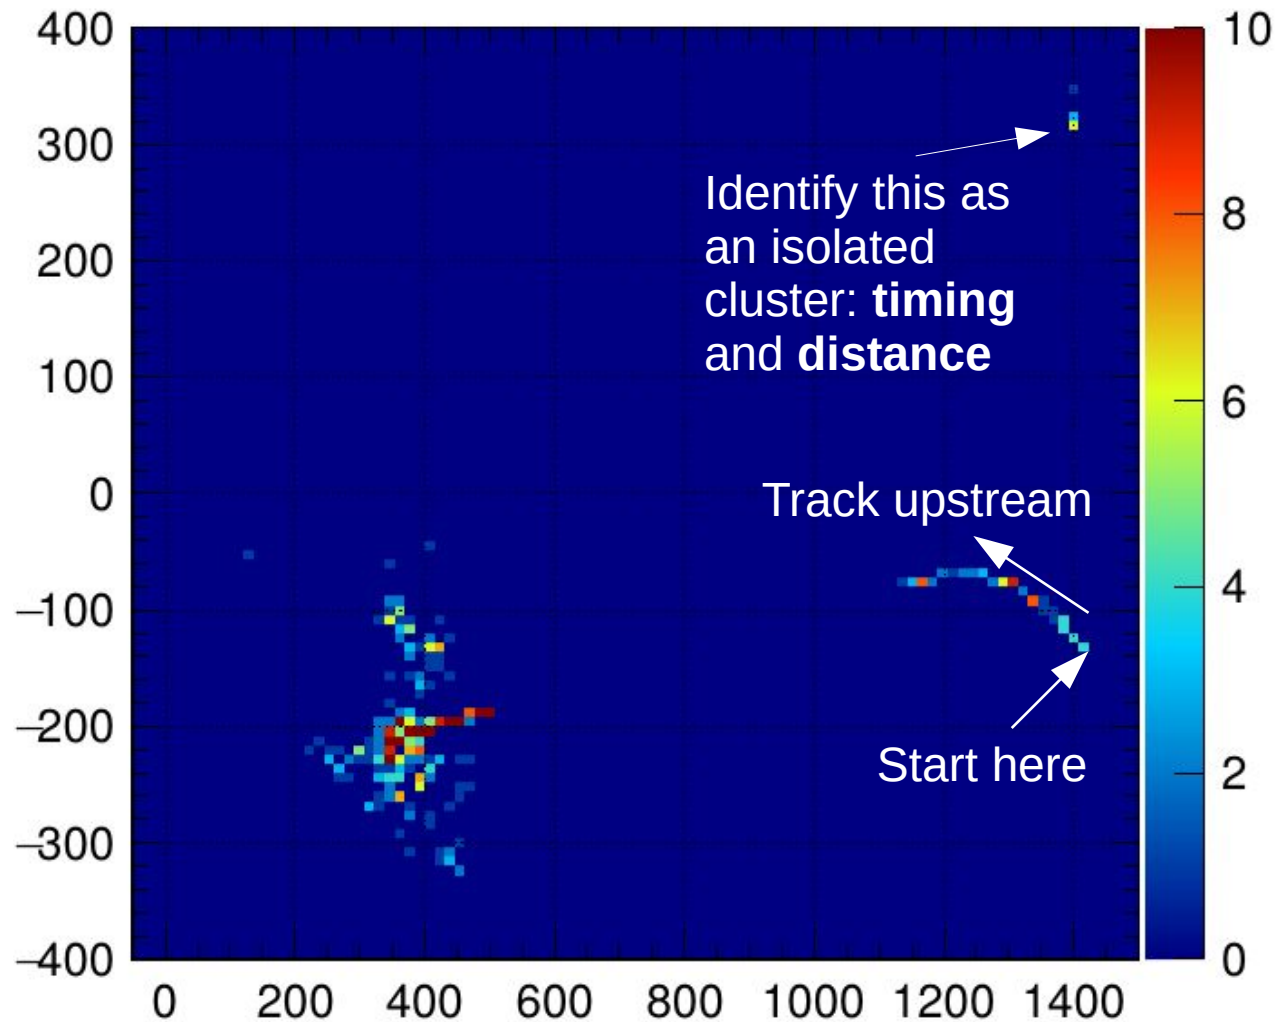 400
300
200
100
0
−100
−200
−300
−400
0 200 400 600 800 1000 1200 1400
10
8
6
4
2
0
Identify this as
an isolated
cluster: timing
and distance
Track upstream
Start here